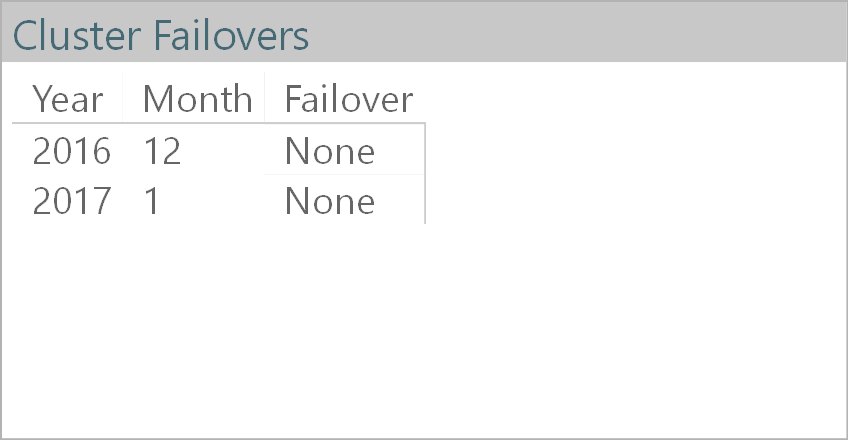 Cluster Failovers
Year Month Failover
2016 12 None
2017 1 None